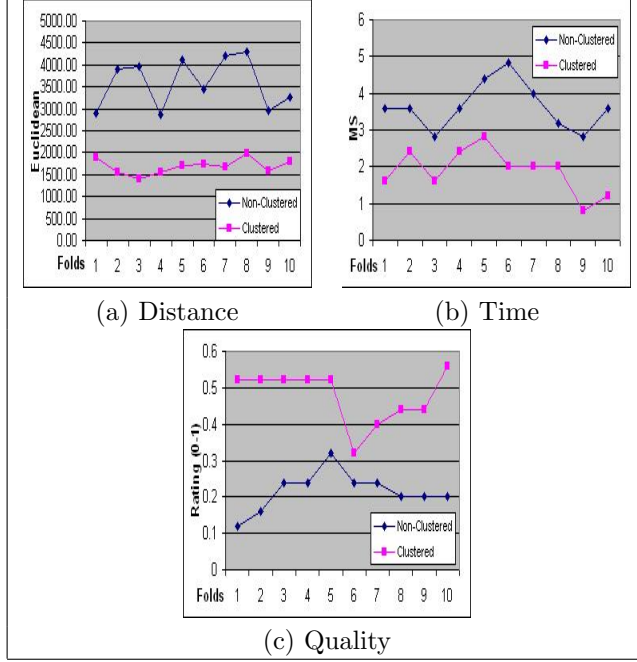 5000.00
4500.00
4000.00
3500.00
3000.00
2500.00
2000.00
1500.00
1000.00
500.00
0.00
Euclidean
Non-Clustered
Clustered
Folds 1 2 3 4 5 6 7 8 9 10
(a) Distance
6
5
4
3
2
1
0
MS
Non-Clustered
Clustered
Folds 1 2 3 4 5 6 7 8 9 10
(b) Time
0.6
0.5
0.4
0.3
0.2
0.1
0
Rating (0-1)
Non-Clustered
Clustered
Folds 1 2 3 4 5 6 7 8 9 10
(c) Quality